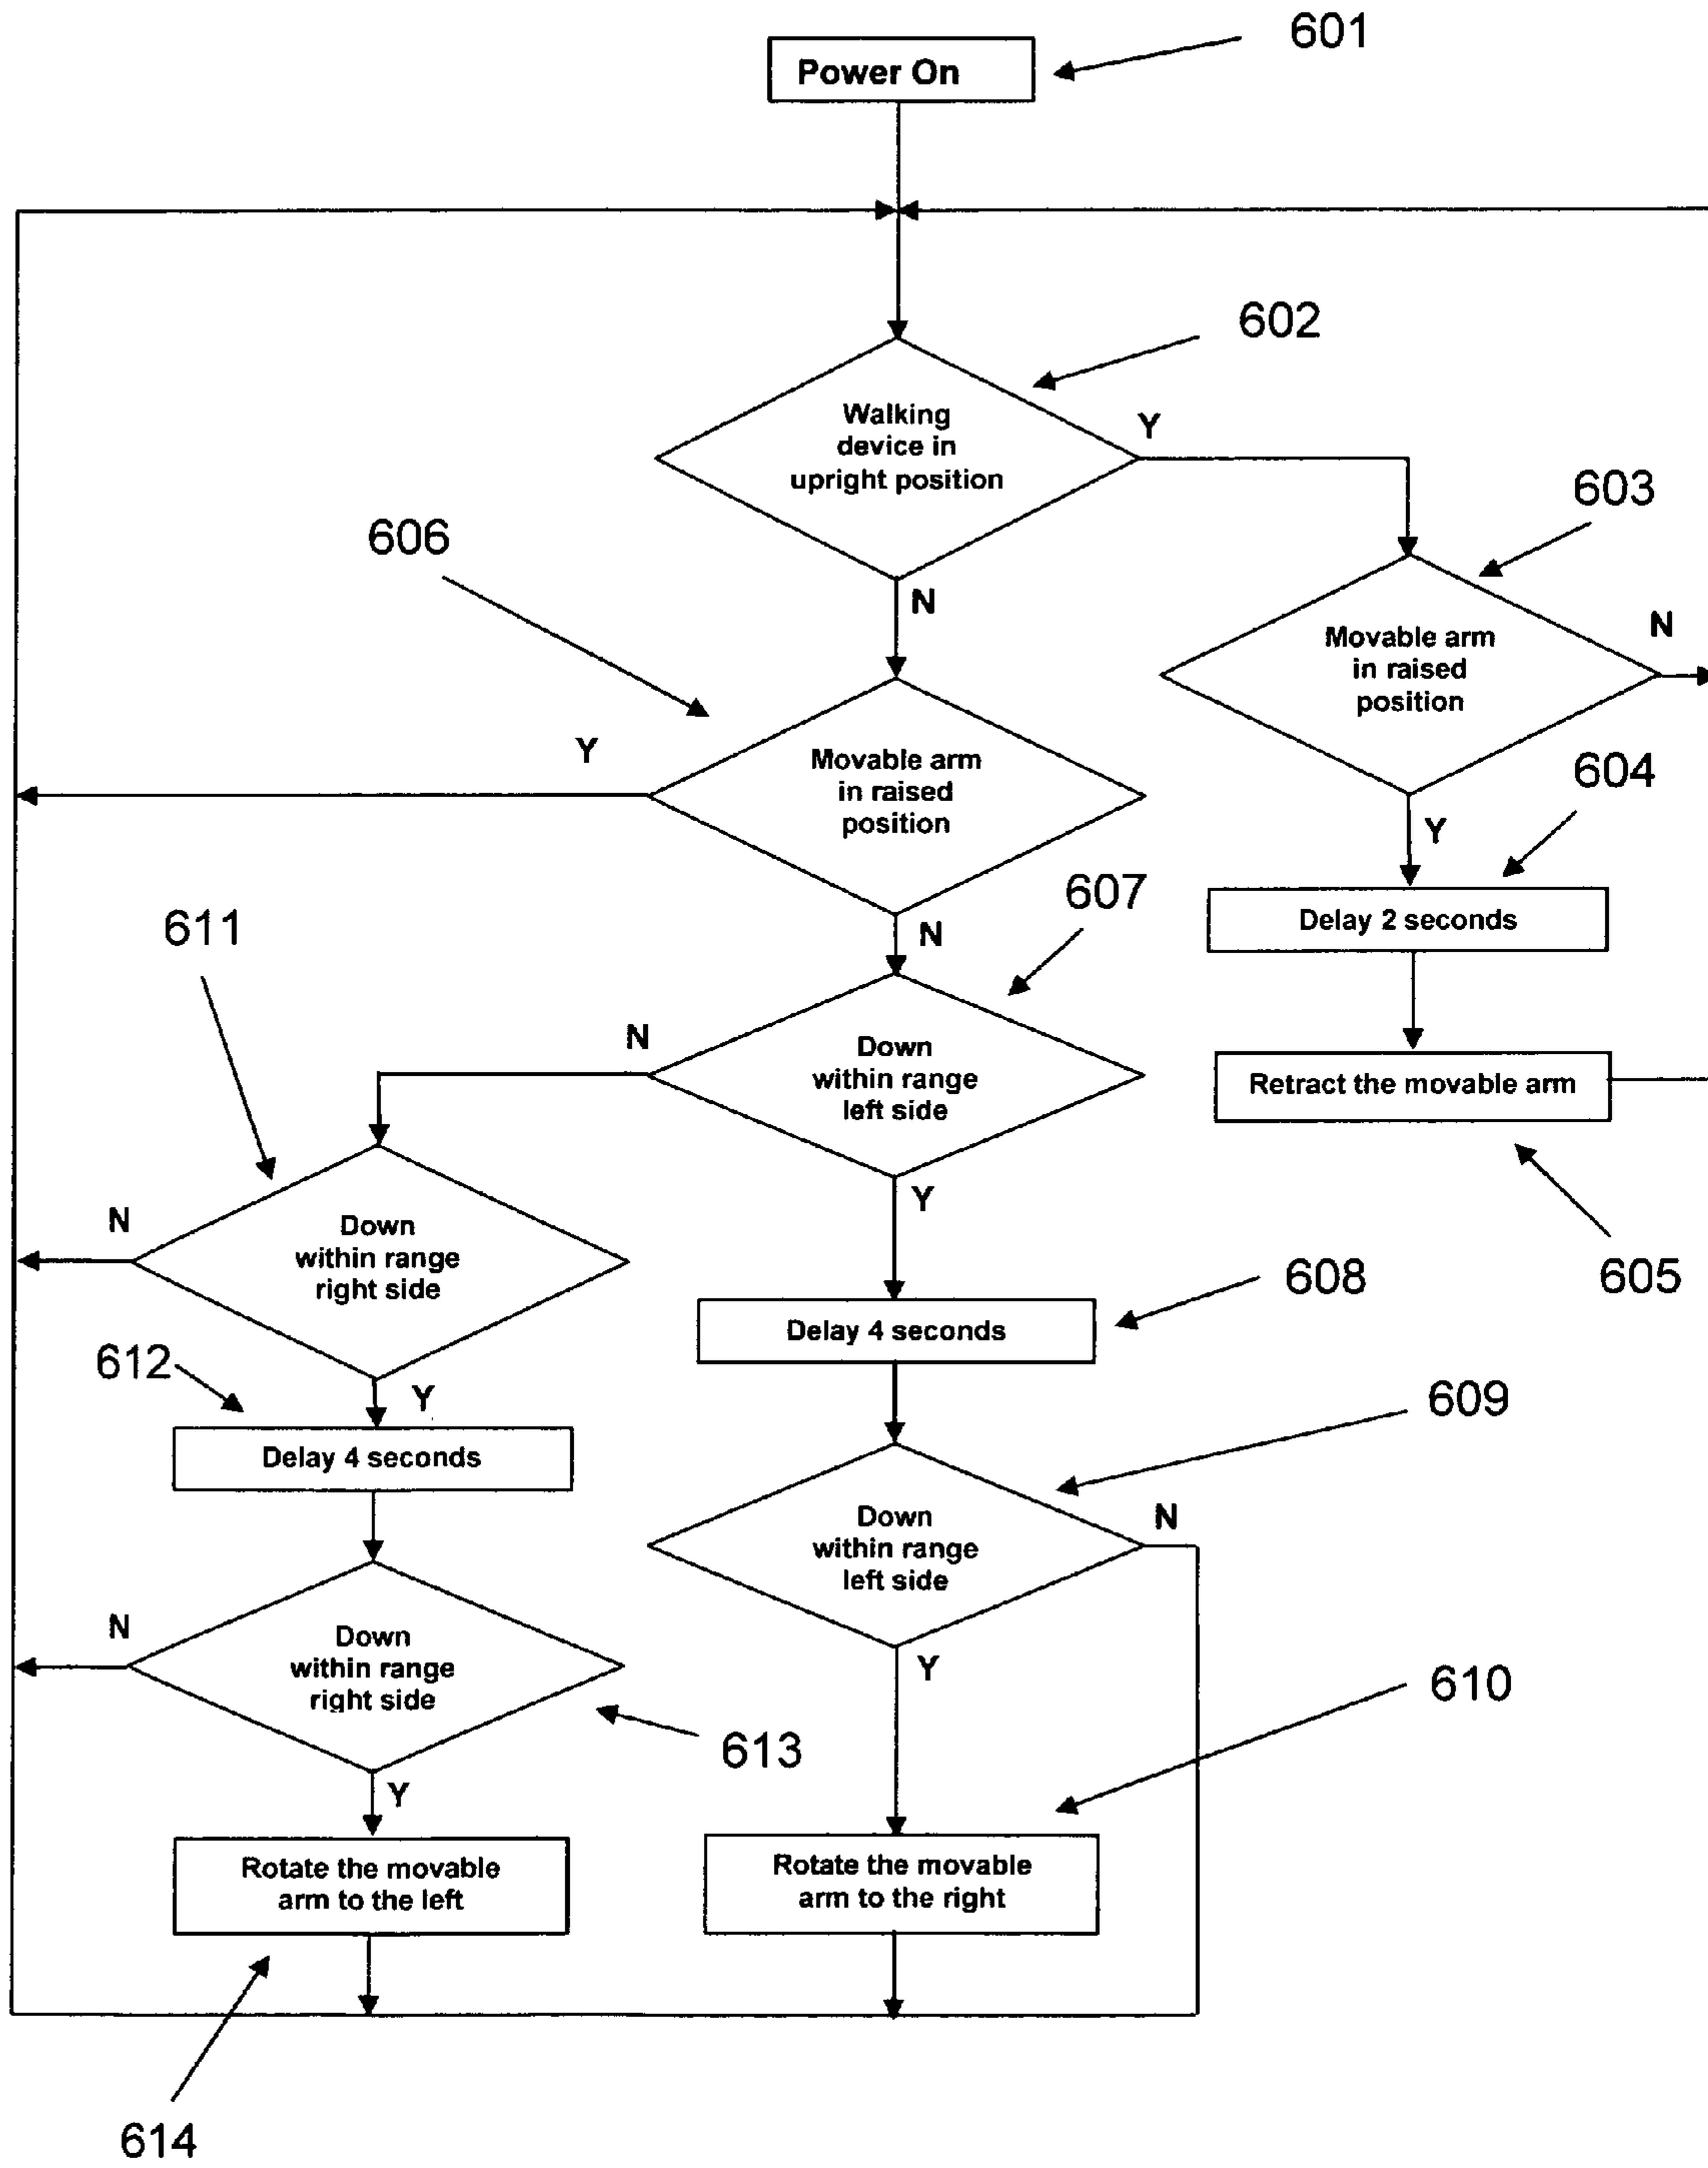 601
Power On
602
Walking
device in
upright position
Y
N
603
Movable arm
in raised
position
N
Y
606
Movable arm
in raised
position
Y
N
604
Delay 2 seconds
Retract the movable arm
605
607
Down
within range
left side
N
Y
611
Down
within range
right side
N
Y
608
Delay 4 seconds
612
Delay 4 seconds
609
Down
within range
left side
N
Y
Down
within range
right side
N
Y
613
610
Rotate the movable
arm to the left
Rotate the movable
arm to the right
614